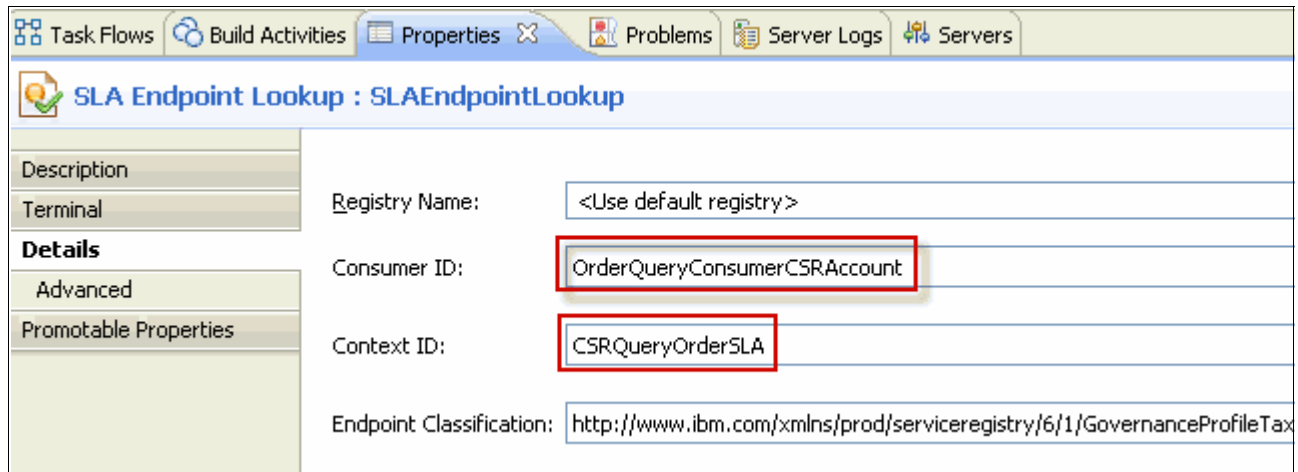 Task Flows Build Activities Properties Problems Server Logs Servers
SLA Endpoint Lookup : SLAEndpointLookup
Description
Terminal
Details
Advanced
Promotable Properties
Registry Name: <Use default registry>
Consumer ID: OrderQueryConsumerCSRAccount
Context ID: CSRQueryOrderSLA
Endpoint Classification: http://www.ibm.com/xmlns/prod/serviceregistry/6/1/GovernanceProfileTax